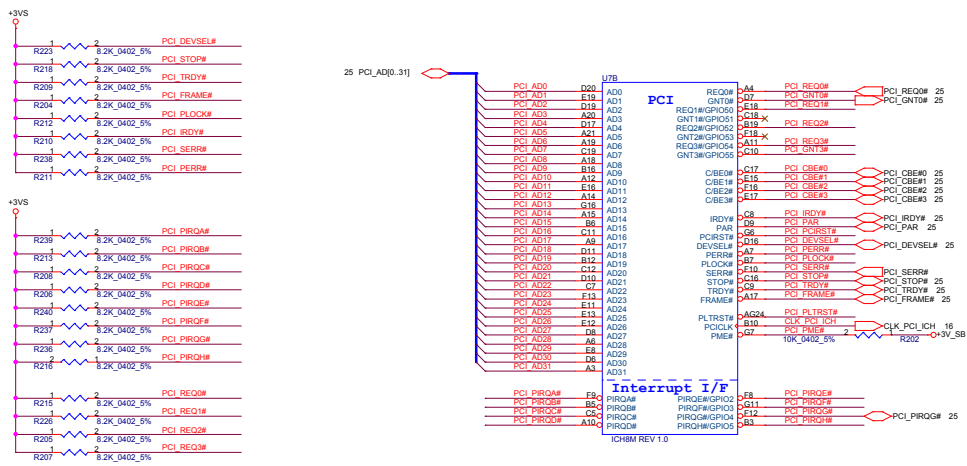 +3VS
1 2 PCI_DEVSEL#
R223 8.2K_0402_5%
1 2 PCI_STOP#
R218 8.2K_0402_5%
1 2 PCI_TRDY#
R209 8.2K_0402_5%
1 2 PCI_FRAME#
R204 8.2K_0402_5%
1 2 PCI_PLOCK#
R212 8.2K_0402_5%
1 2 PCI_IRDY#
R210 8.2K_0402_5%
1 2 PCI_SERR#
R238 8.2K_0402_5%
1 2 PCI_PERR#
R211 8.2K_0402_5%
+3VS
1 2 PCI_PIRQA#
R239 8.2K_0402_5%
1 2 PCI_PIRQB#
R213 8.2K_0402_5%
1 2 PCI_PIRQC#
R208 8.2K_0402_5%
1 2 PCI_PIRQD#
R206 8.2K_0402_5%
1 2 PCI_PIRQE#
R240 8.2K_0402_5%
1 2 PCI_PIRQF#
R237 8.2K_0402_5%
1 2 PCI_PIRQG#
R236 8.2K_0402_5%
2 1 PCI_PIRQH#
R216 8.2K_0402_5%
1 2 PCI_REQ0#
R215 8.2K_0402_5%
1 2 PCI_REQ1#
R226 8.2K_0402_5%
1 2 PCI_REQ2#
R205 8.2K_0402_5%
1 2 PCI_REQ3#
R207 8.2K_0402_5%
25 PCI_AD[0..31]
U7B
PCI
PCI_AD0 D20 AD0
PCI_AD1 E19 AD1
PCI_AD2 D19 AD2
PCI_AD3 A20 AD3
PCI_AD4 D17 AD4
PCI_AD5 A21 AD5
PCI_AD6 A19 AD6
PCI_AD7 C19 AD7
PCI_AD8 A18 AD8
PCI_AD9 B16 AD9
PCI_AD10 A12 AD10
PCI_AD11 E16 AD11
PCI_AD12 A14 AD12
PCI_AD13 G16 AD13
PCI_AD14 A15 AD14
PCI_AD15 B6 AD15
PCI_AD16 C11 AD16
PCI_AD17 A9 AD17
PCI_AD18 D11 AD18
PCI_AD19 B12 AD19
PCI_AD20 C12 AD20
PCI_AD21 D10 AD21
PCI_AD22 C7 AD22
PCI_AD23 F13 AD23
PCI_AD24 E11 AD24
PCI_AD25 E13 AD25
PCI_AD26 E12 AD26
PCI_AD27 D8 AD27
PCI_AD28 A6 AD28
PCI_AD29 E8 AD29
PCI_AD30 D6 AD30
PCI_AD31 A3 AD31
REQ0# A4 PCI_REQ0# PCI_REQ0# 25
GNT0# D7 PCI_GNT0# PCI_GNT0# 25
REQ1#/GPIO50 E18 PCI_REQ1#
GNT1#/GPIO51 C18
REQ2#/GPIO52 B19 PCI_REQ2#
GNT2#/GPIO53 F18
REQ3#/GPIO54 A11 PCI_REQ3#
GNT3#/GPIO55 C10 PCI_GNT3#
C/BE0# C17 PCI_CBE#0 PCI_CBE#0 25
C/BE1# E15 PCI_CBE#1 PCI_CBE#1 25
C/BE2# F16 PCI_CBE#2 PCI_CBE#2 25
C/BE3# E17 PCI_CBE#3 PCI_CBE#3 25
IRDY# C8 PCI_IRDY# PCI_IRDY# 25
PAR D9 PCI_PAR PCI_PAR 25
PCIRST# G6 PCI_PCIRST#
DEVSEL# D16 PCI_DEVSEL# PCI_DEVSEL# 25
PERR# A7 PCI_PERR#
PLOCK# B7 PCI_PLOCK#
SERR# F10 PCI_SERR# PCI_SERR#
STOP# C16 PCI_STOP# PCI_STOP# 25
TRDY# C9 PCI_TRDY# PCI_TRDY# 25
FRAME# A17 PCI_FRAME# PCI_FRAME# 25
PLTRST# AG24 PCI_PLTRST#
PCICLK B10 CLK_PCI_ICH CLK_PCI_ICH 16
PME# G7 PCI_PME# 2 1 +3V_SB
10K_0402_5% R202
Interrupt I/F
PCI_PIRQA# F9 PIRQA# PIRQE#/GPIO2 F8 PCI_PIRQE#
PCI_PIRQB# B5 PIRQB# PIRQF#/GPIO3 G11 PCI_PIRQF#
PCI_PIRQC# C5 PIRQC# PIRQG#/GPIO4 F12 PCI_PIRQG# PCI_PIRQG# 25
PCI_PIRQD# A10 PIRQD# PIRQH#/GPIO5 B3 PCI_PIRQH#
ICH8M REV 1.0